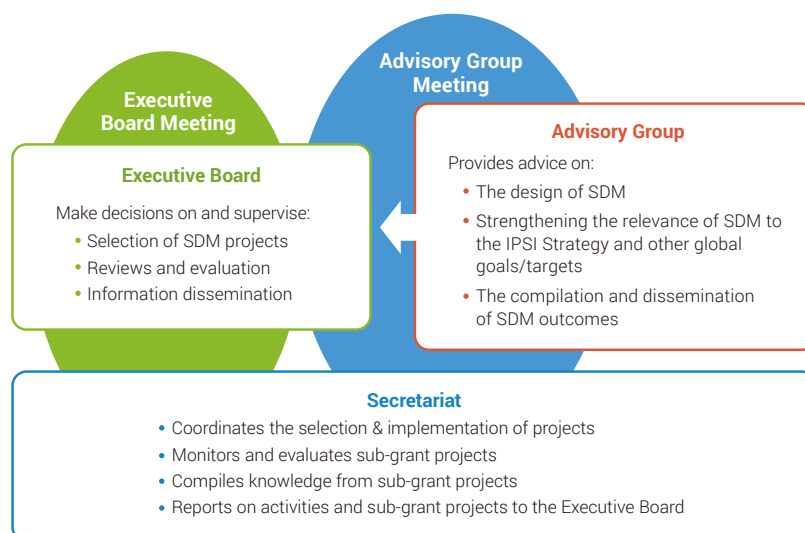 Executive
Board Meeting
Advisory Group
Meeting
Executive Board
Make decisions on and supervise:
• Selection of SDM projects
• Reviews and evaluation
• Information dissemination
Advisory Group
Provides advice on:
• The design of SDM
• Strengthening the relevance of SDM to
the IPSI Strategy and other global
goals/targets
• The compilation and dissemination
of SDM outcomes
Secretariat
• Coordinates the selection & implementation of projects
• Monitors and evaluates sub-grant projects
• Compiles knowledge from sub-grant projects
• Reports on activities and sub-grant projects to the Executive Board